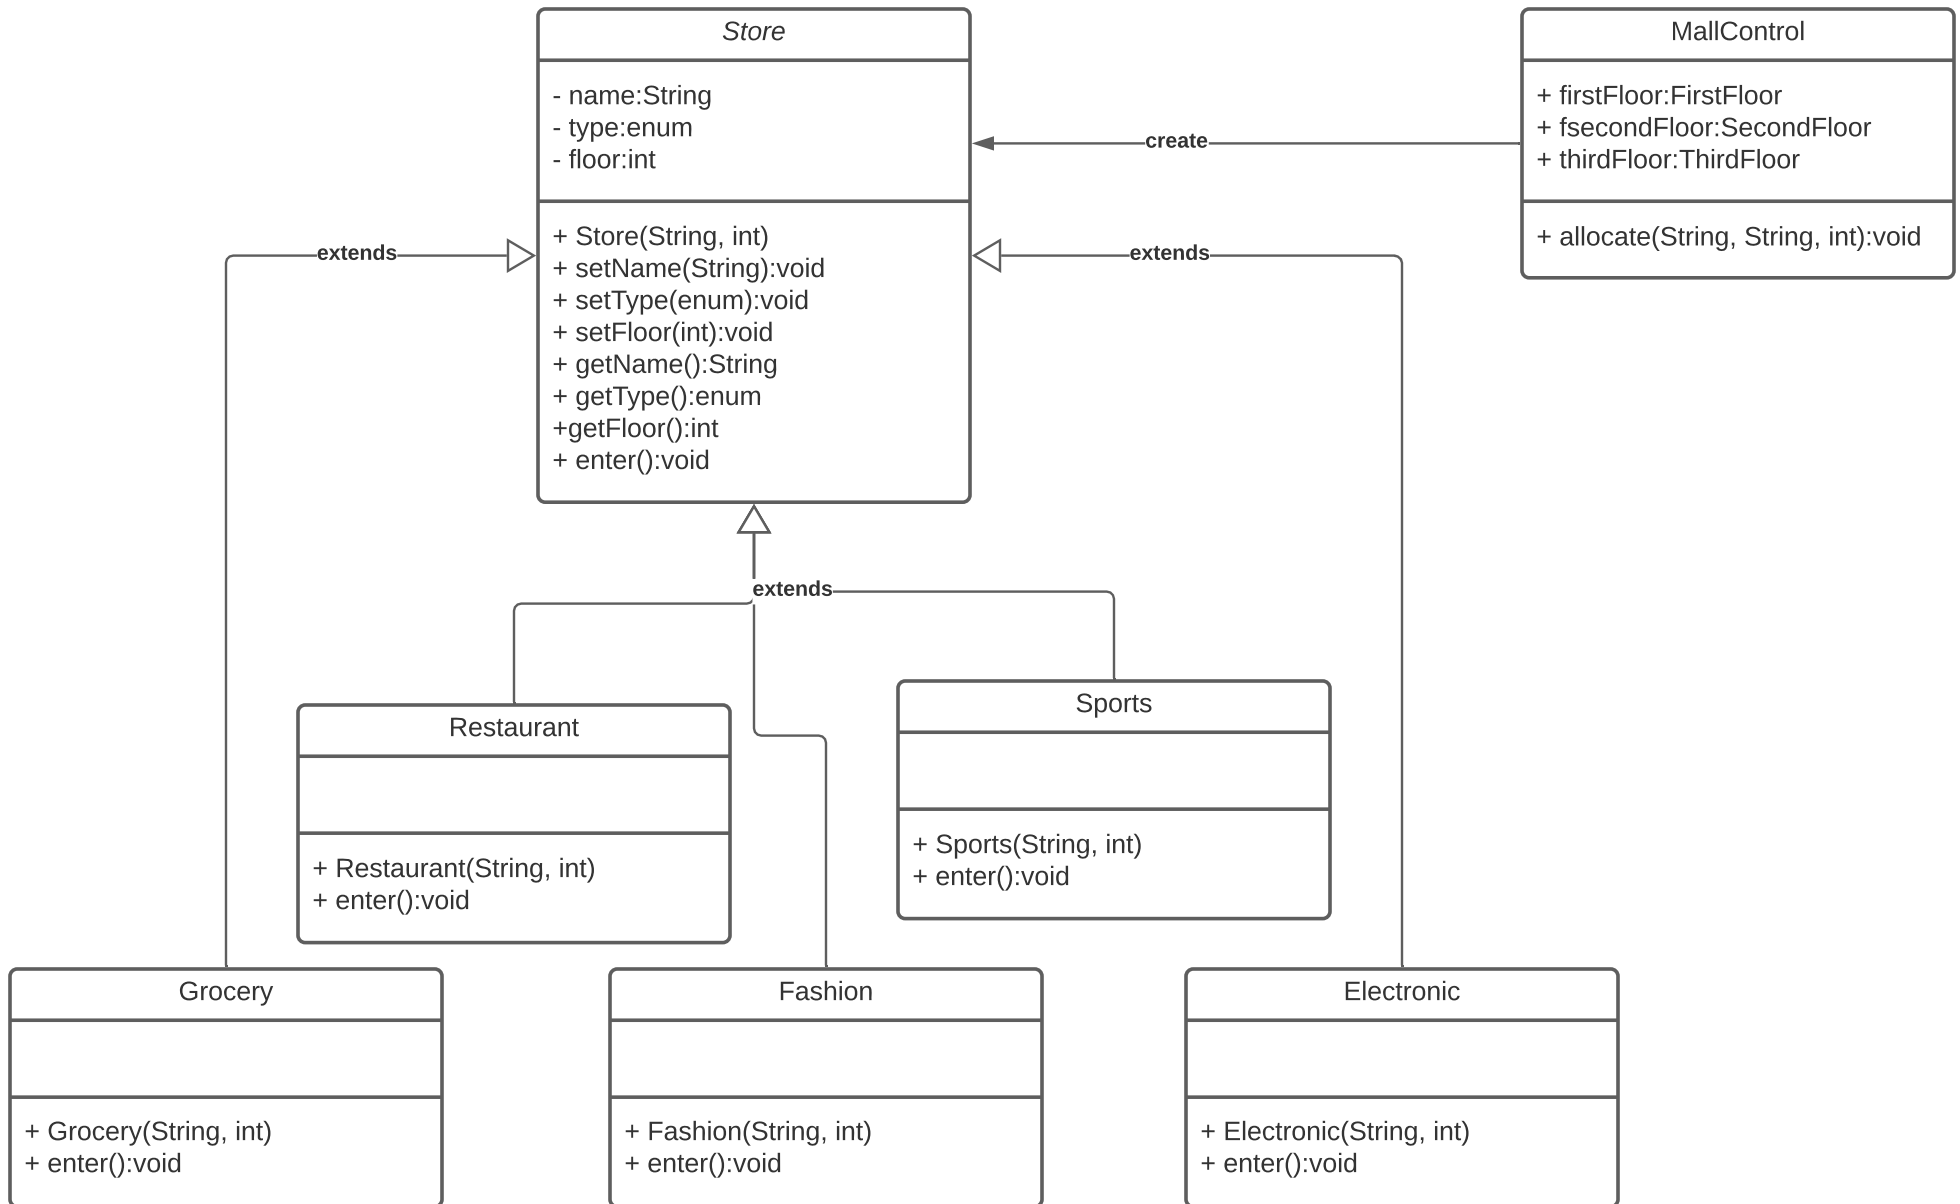 Store
- name:String
- type:enum
- floor:int
+ Store(String, int)
+ setName(String):void
+ setType(enum):void
+ setFloor(int):void
+ getName():String
+ getType():enum
+getFloor():int
+ enter():void
MallControl
+ firstFloor:FirstFloor
+ fsecondFloor:SecondFloor
+ thirdFloor:ThirdFloor
+ allocate(String, String, int):void
create
extends
extends
extends
Restaurant
+ Restaurant(String, int)
+ enter():void
Sports
+ Sports(String, int)
+ enter():void
Grocery
+ Grocery(String, int)
+ enter():void
Fashion
+ Fashion(String, int)
+ enter():void
Electronic
+ Electronic(String, int)
+ enter():void